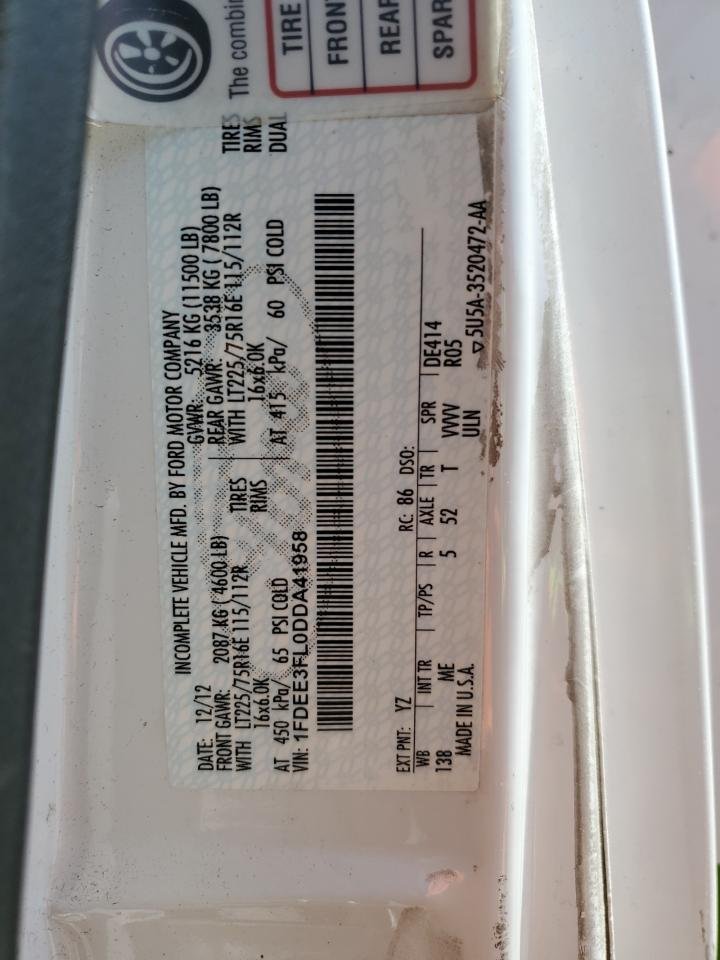 The combin
TIRE
FRONT
REAR
SPAR
INCOMPLETE VEHICLE MFD. BY FORD MOTOR COMPANY
DATE: 12/12 GVWR: 5216 KG (11500 LB)
FRONT GAWR: 2087 KG ( 4600 LB) REAR GAWR: 3538 KG ( 7800 LB)
WITH LT225/75R16E 115/112R TIRES WITH LT225/75R16E 115/112R TIRES
16x6.0K RIMS 16x6.0K RIMS
AT 450 kPa/ 65 PSI COLD AT 415 kPa/ 60 PSI COLD DUAL
VIN: 1FDEE3FL0DDA41958
EXT PNT: YZ RC: 86 DSO:
WB INT TR TP/PS R AXLE TR SPR DE414
138 ME 5 52 T VVVV R05
MADE IN U.S.A. ULN
▽5U5A-3520472-AA